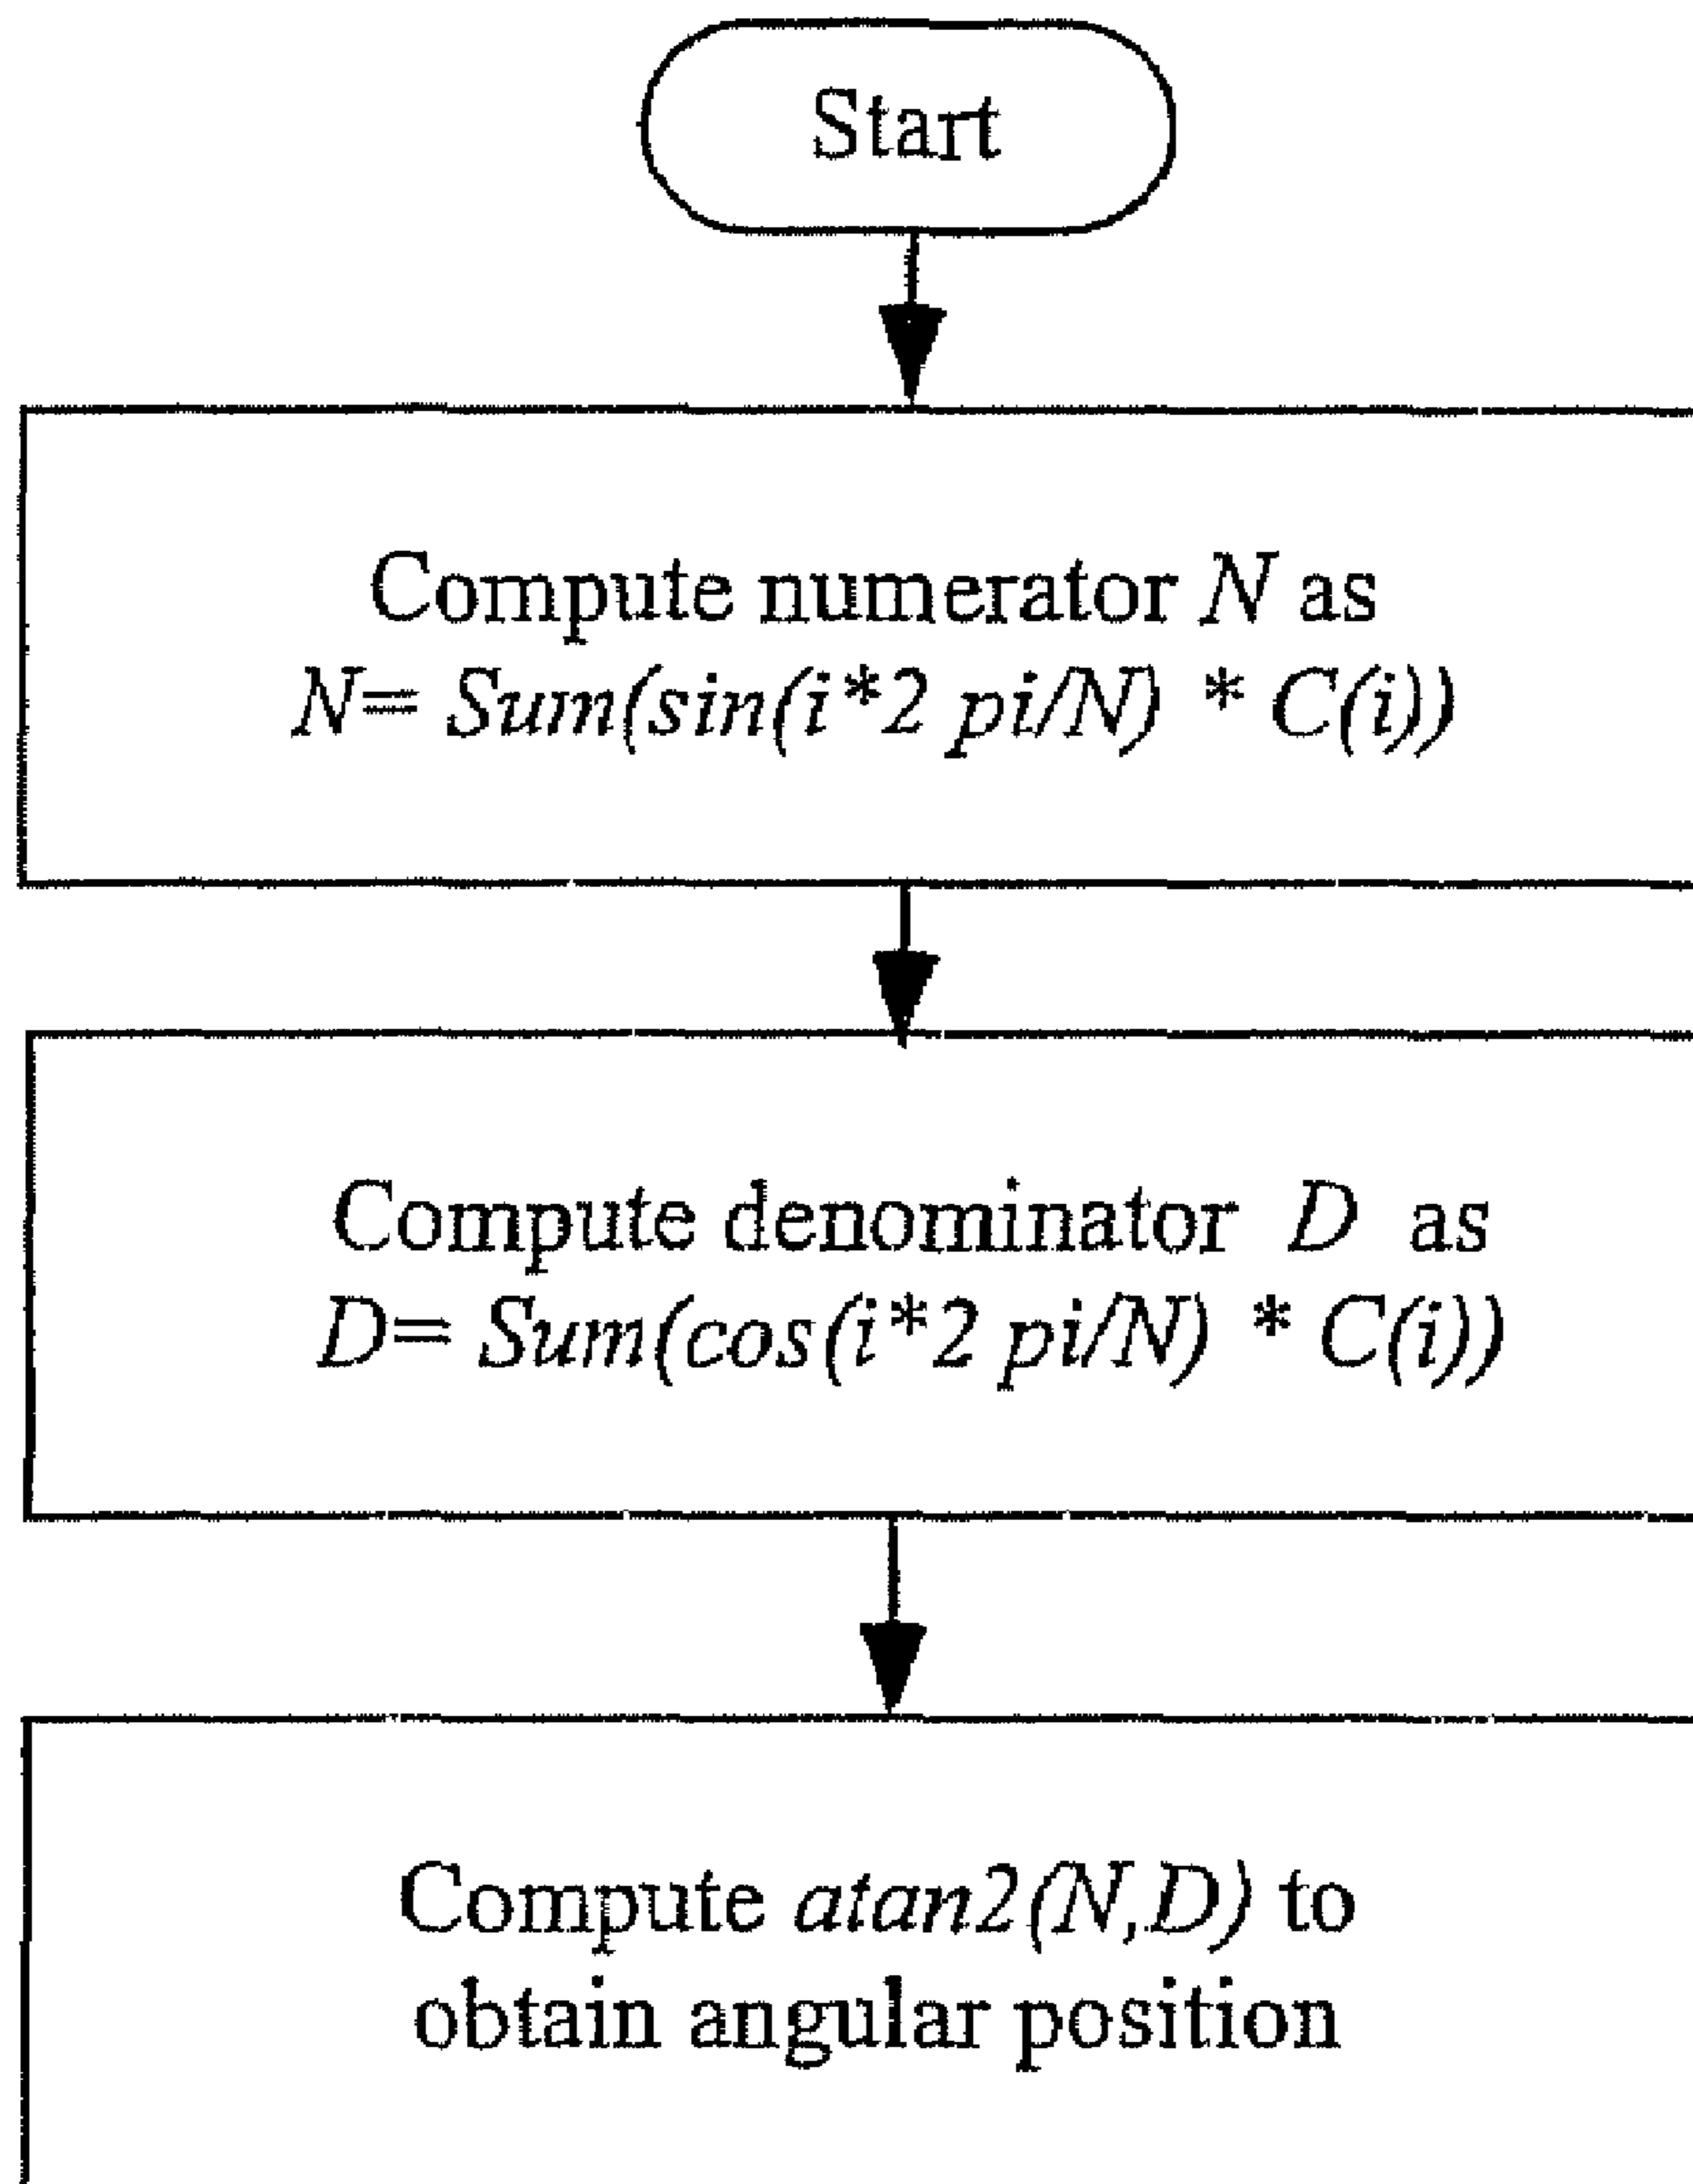 Start
Compute numerator N as
N= Sum(sin(i*2 pi/N) * C(i))
Compute denominator D as
D= Sum(cos(i*2 pi/N) * C(i))
Compute atan2(N,D) to
obtain angular position